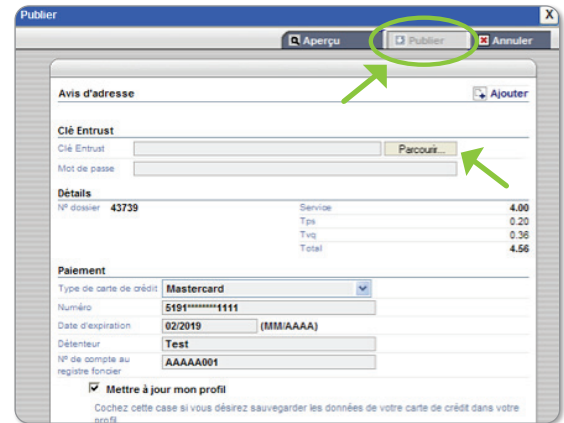 Publier X
Aperçu Publier Annuler
Avis d'adresse Ajouter
Clé Entrust
Clé Entrust Parcourir...
Mot de passe
Détails
Nº dossier 43739 Service 4.00
Tps 0.20
Tvq 0.36
Total 4.56
Paiement
Type de carte de crédit Mastercard
Numéro 5191********1111
Date d'expiration 02/2019 (MM/AAAA)
Détenteur Test
Nº de compte au AAAAA001
registre foncier
Mettre à jour mon profil
Cochez cette case si vous désirez sauvegarder les données de votre carte de crédit dans votre
profil